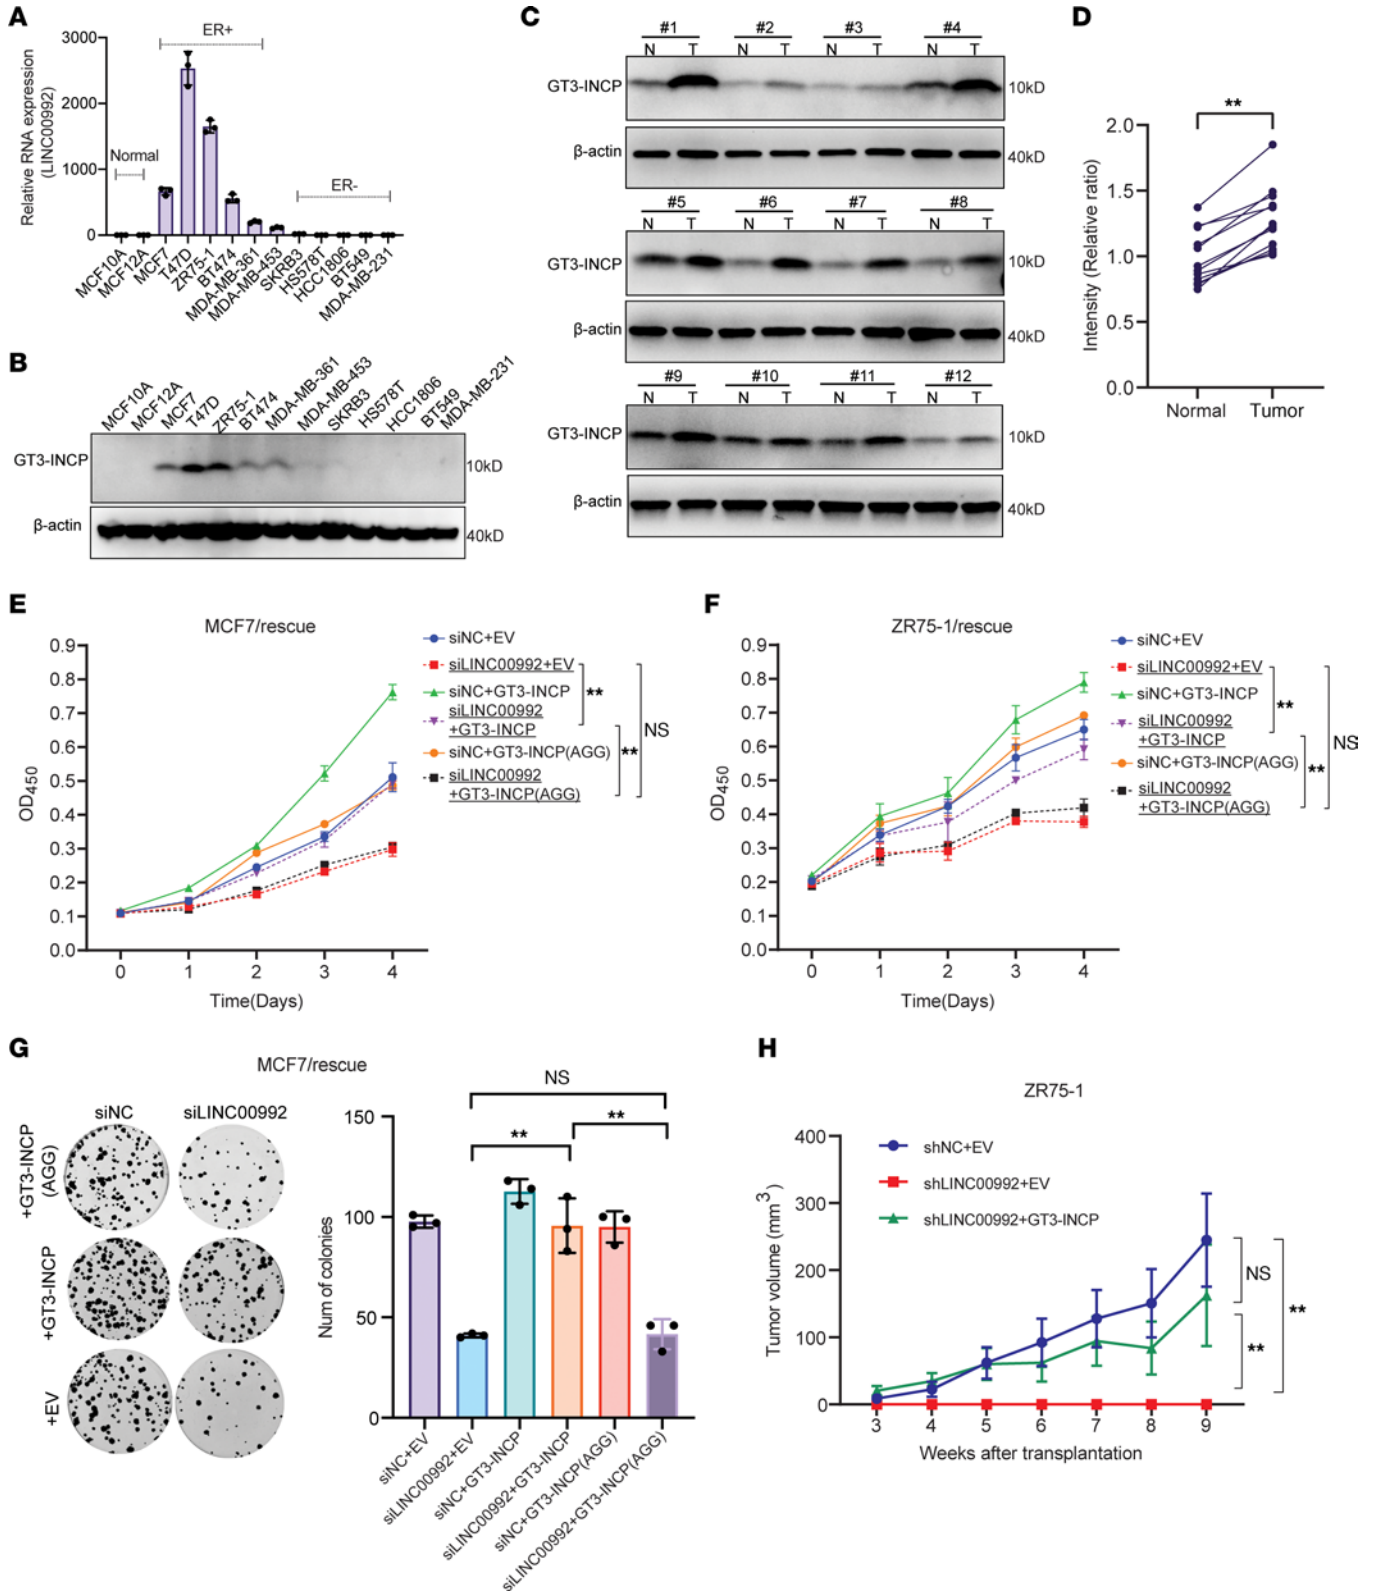 A
Relative RNA expression
(LINC00992)
3000
2000
1000
0
ER+
Normal
ER-
MCF10A
MCF12A
MCF7
T47D
ZR75-1
BT474
MDA-MB-361
MDA-MB-453
SKRB3
HS578T
HCC1806
BT549
MDA-MB-231
B
MCF10A
MCF12A
MCF7
T47D
ZR75-1
BT474
MDA-MB-361
MDA-MB-453
SKRB3
HS578T
HCC1806
BT549
MDA-MB-231
GT3-INCP
10kD
β-actin
40kD
C
#1 #2 #3 #4
N T N T N T N T
GT3-INCP
10kD
β-actin
40kD
#5 #6 #7 #8
N T N T N T N T
GT3-INCP
10kD
β-actin
40kD
#9 #10 #11 #12
N T N T N T N T
GT3-INCP
10kD
β-actin
40kD
D
Intensity (Relative ratio)
2.0
1.5
1.0
0.5
0.0
**
Normal Tumor
E
MCF7/rescue
OD450
0.9
0.8
0.7
0.6
0.5
0.4
0.3
0.2
0.1
0.0
0 1 2 3 4
Time(Days)
siNC+EV
siLINC00992+EV
siNC+GT3-INCP
siLINC00992
+GT3-INCP
siNC+GT3-INCP(AGG)
siLINC00992
+GT3-INCP(AGG)
**
**
NS
F
ZR75-1/rescue
OD450
0.9
0.8
0.7
0.6
0.5
0.4
0.3
0.2
0.1
0.0
0 1 2 3 4
Time(Days)
siNC+EV
siLINC00992+EV
siNC+GT3-INCP
siLINC00992
+GT3-INCP
siNC+GT3-INCP(AGG)
siLINC00992
+GT3-INCP(AGG)
**
**
NS
G
MCF7/rescue
siNC siLINC00992
+GT3-INCP
(AGG)
+GT3-INCP
+EV
Num of colonies
150
100
50
0
NS
**
**
siNC+EV
siLINC00992+EV
siNC+GT3-INCP
siLINC00992+GT3-INCP
siNC+GT3-INCP(AGG)
siLINC00992+GT3-INCP(AGG)
H
ZR75-1
Tumor volume (mm3)
400
300
200
100
0
shNC+EV
shLINC00992+EV
shLINC00992+GT3-INCP
NS
**
**
3 4 5 6 7 8 9
Weeks after transplantation